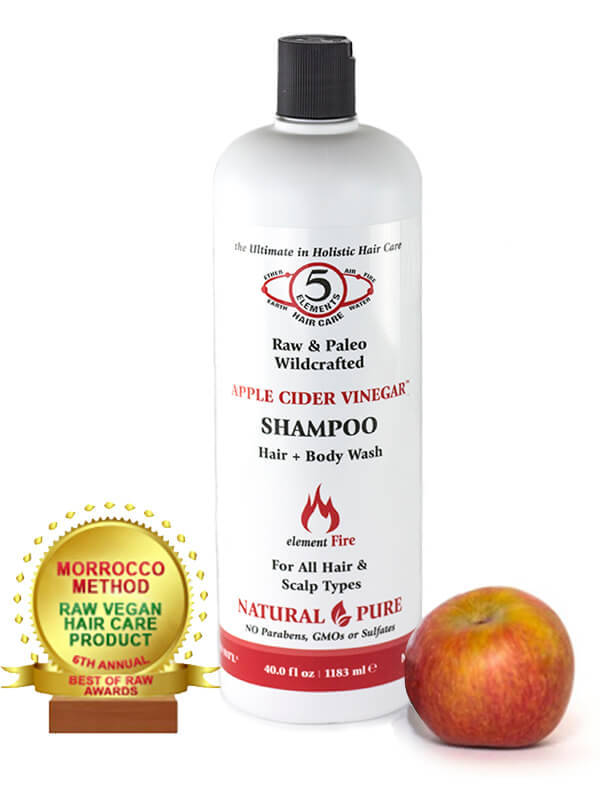 the Ultimate in Holistic Hair Care
ETHER AIR FIRE
5
ELEMENTS
EARTH WATER
HAIR CARE
Raw & Paleo
Wildcrafted
APPLE CIDER VINEGAR™
SHAMPOO
Hair + Body Wash
element Fire
For All Hair &
Scalp Types
NATURAL PURE
NO Parabens, GMOs or Sulfates
40.0 fl oz | 1183 ml ℮
MORROCCO
METHOD
RAW VEGAN
HAIR CARE
PRODUCT
6TH ANNUAL
BEST OF RAW
AWARDS